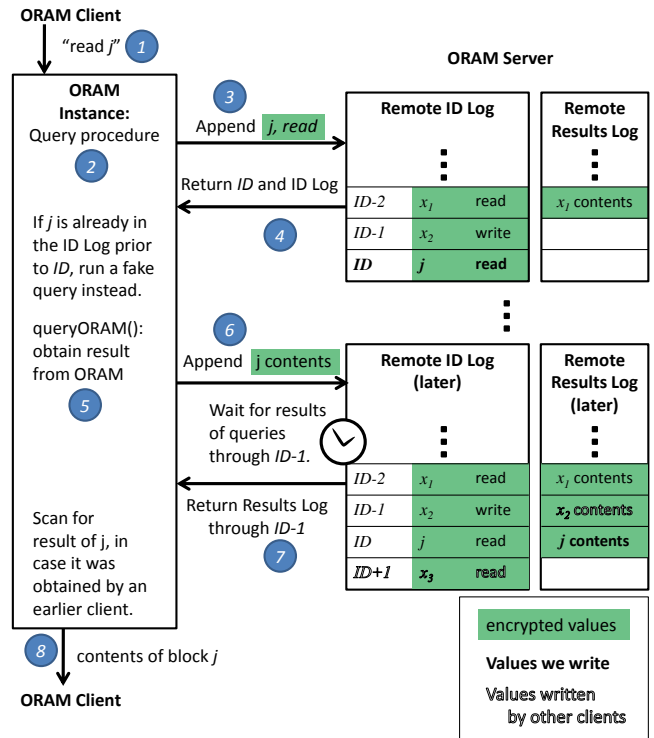 ORAM Client
"read j"
1
ORAM Server
ORAM
Instance:
Query procedure
2
3
Append j, read
Return ID and ID Log
4
Remote ID Log
ID-2 x1 read
ID-1 x2 write
ID j read
Remote
Results Log
x1 contents
If j is already in
the ID Log prior
to ID, run a fake
query instead.
queryORAM():
obtain result
from ORAM
5
6
Append j contents
Wait for results
of queries
through ID-1.
Return Results Log
through ID-1
7
Remote ID Log
(later)
ID-2 x1 read
ID-1 x2 write
ID j read
ID+1 x3 read
Remote
Results Log
(later)
x1 contents
x2 contents
j contents
Scan for
result of j, in
case it was
obtained by an
earlier client.
8
contents of block j
ORAM Client
encrypted values
Values we write
Values written
by other clients